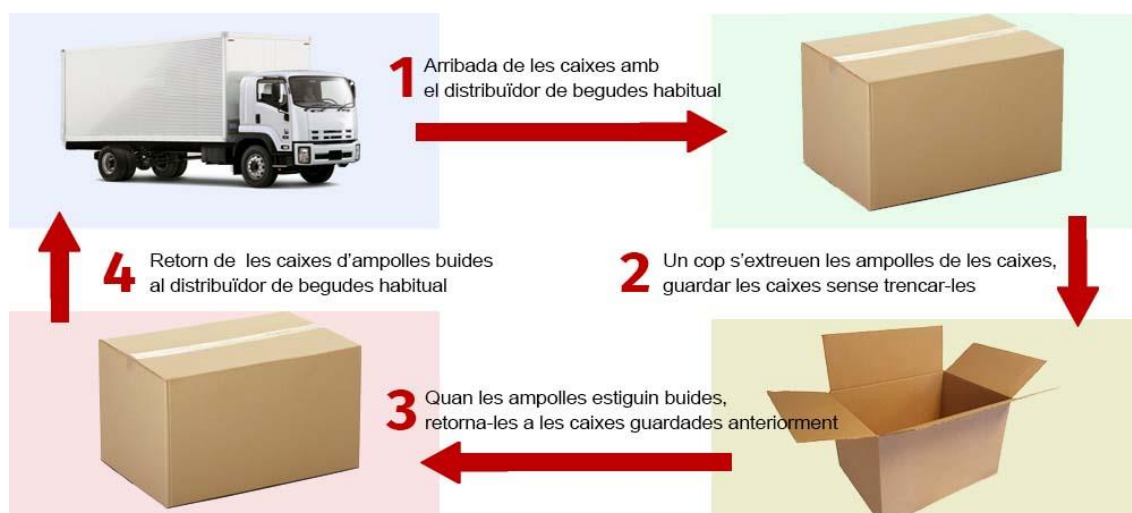 1
Arribada de les caixes amb
el distribuïdor de begudes habitual
2
Un cop s'extreuen les ampolles de les caixes,
guardar les caixes sense trencar-les
3
Quan les ampolles estiguin buides,
retorna-les a les caixes guardades anteriorment
4
Retorn de les caixes d'ampolles buides
al distribuïdor de begudes habitual